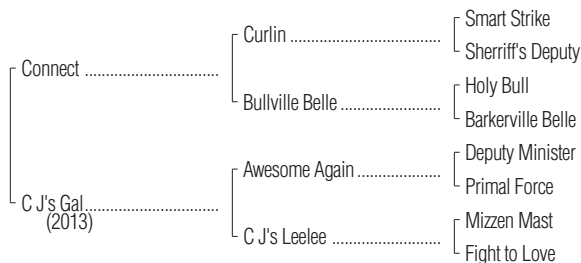 Smart Strike
Curlin ..........................................
Sherriff's Deputy
Connect .....................................
Holy Bull
Bullville Belle ...............................
Barkerville Belle
Deputy Minister
Awesome Again .........................
Primal Force
C J's Gal.....................................
(2013)
Mizzen Mast
C J's Leelee .................................
Fight to Love